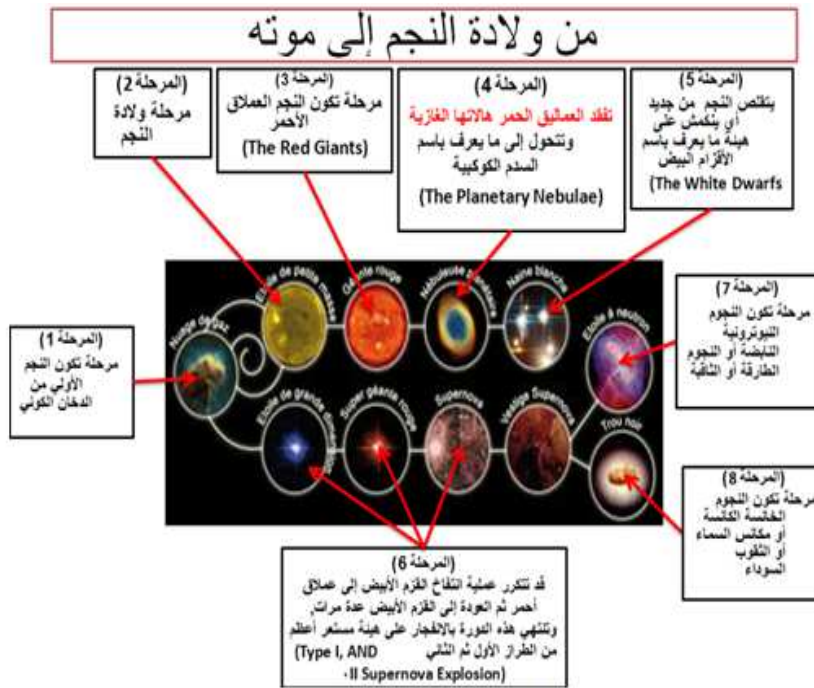 من ولادة النجم إلى موته
(المرحلة 2)
مرحلة ولادة
النجم
(المرحلة 3)
مرحلة تكون النجم العملاق
الأحمر
(The Red Giants)
(المرحلة 4)
تفقد العماليق الحمر هالاتها الغازية
وتتحول إلى ما يعرف باسم
السدم الكوكبية
(The Planetary Nebulae)
(المرحلة 5)
يتقلص النجم من جديد
أي ينكمش على
هيئة ما يعرف باسم
الأقزام البيض
(The White Dwarfs
Nuage de gaz
Etoile de petite masse
Géante rouge
Nébuleuse planétaire
Naine blanche
Etoile à neutron
Etoile de grande dimension
Super géante rouge
Supernova
Vestige Supernova
Trou noir
(المرحلة 1)
مرحلة تكون النجم
الأولي من
الدخان الكوني
(المرحلة 7)
مرحلة تكون النجوم
النيوترونية
النابضة أو النجوم
الطارقة أو الثاقبة
(المرحلة 8)
مرحلة تكون النجوم
الخانسة الكانسة
أو مكانس السماء
أو الثقوب
السوداء
(المرحلة 6)
قد تتكرر عملية انتفاخ القزم الأبيض إلى عملاق
أحمر ثم العودة إلى القزم الأبيض عدة مرات,
وتنتهي هذه الدورة بالانفجار على هيئة مستعر أعظم
من الطراز الأول ثم الثاني (Type I, AND
II Supernova Explosion)٠